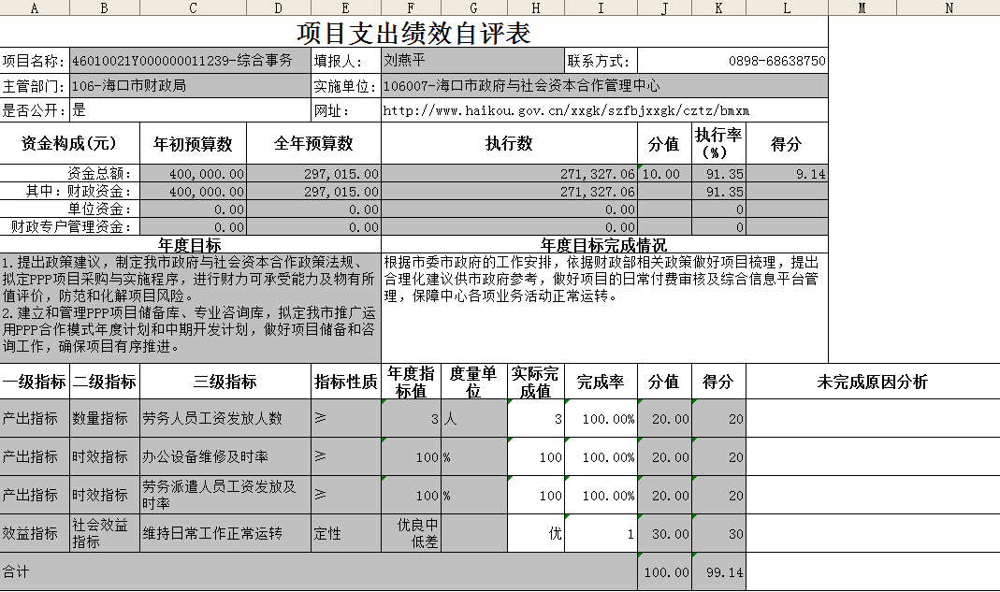 A B C D E F G H I J K L M N
项目支出绩效自评表
项目名称: 46010021Y000000011239-综合事务 填报人: 刘燕平 联系方式: 0898-68638750
主管部门: 106-海口市财政局 实施单位: 106007-海口市政府与社会资本合作管理中心
是否公开: 是 网址: http://www.haikou.gov.cn/xxgk/szfbjxxgk/cztz/bmxm
资金构成(元) 年初预算数 全年预算数 执行数 分值 执行率(%) 得分
资金总额: 400,000.00 297,015.00 271,327.06 10.00 91.35 9.14
其中: 财政资金: 400,000.00 297,015.00 271,327.06 91.35
单位资金: 0.00 0.00 0.00 0
财政专户管理资金: 0.00 0.00 0.00 0
年度目标 年度目标完成情况
1.提出政策建议，制定我市政府与社会资本合作政策法规、
拟定PPP项目采购与实施程序，进行财力可承受能力及物有所
值评价，防范和化解项目风险。
2.建立和管理PPP项目储备库、专业咨询库，拟定我市推广运
用PPP合作模式年度计划和中期开发计划，做好项目储备和咨
询工作，确保项目有序推进。
根据市委市政府的工作安排，依据财政部相关政策做好项目梳理，提出
合理化建议供市政府参考，做好项目的日常付费审核及综合信息平台管
理，保障中心各项业务活动正常运转。
一级指标 二级指标 三级指标 指标性质 年度指标值 度量单位 实际完成值 完成率 分值 得分 未完成原因分析
产出指标 数量指标 劳务人员工资发放人数 ≥ 3 人 3 100.00% 20.00 20
产出指标 时效指标 办公设备维修及时率 ≥ 100 % 100 100.00% 20.00 20
产出指标 时效指标 劳务派遣人员工资发放及时率 ≥ 100 % 100 100.00% 20.00 20
效益指标 社会效益指标 维持日常工作正常运转 定性 优良中低差 优 1 30.00 30
合计 100.00 99.14